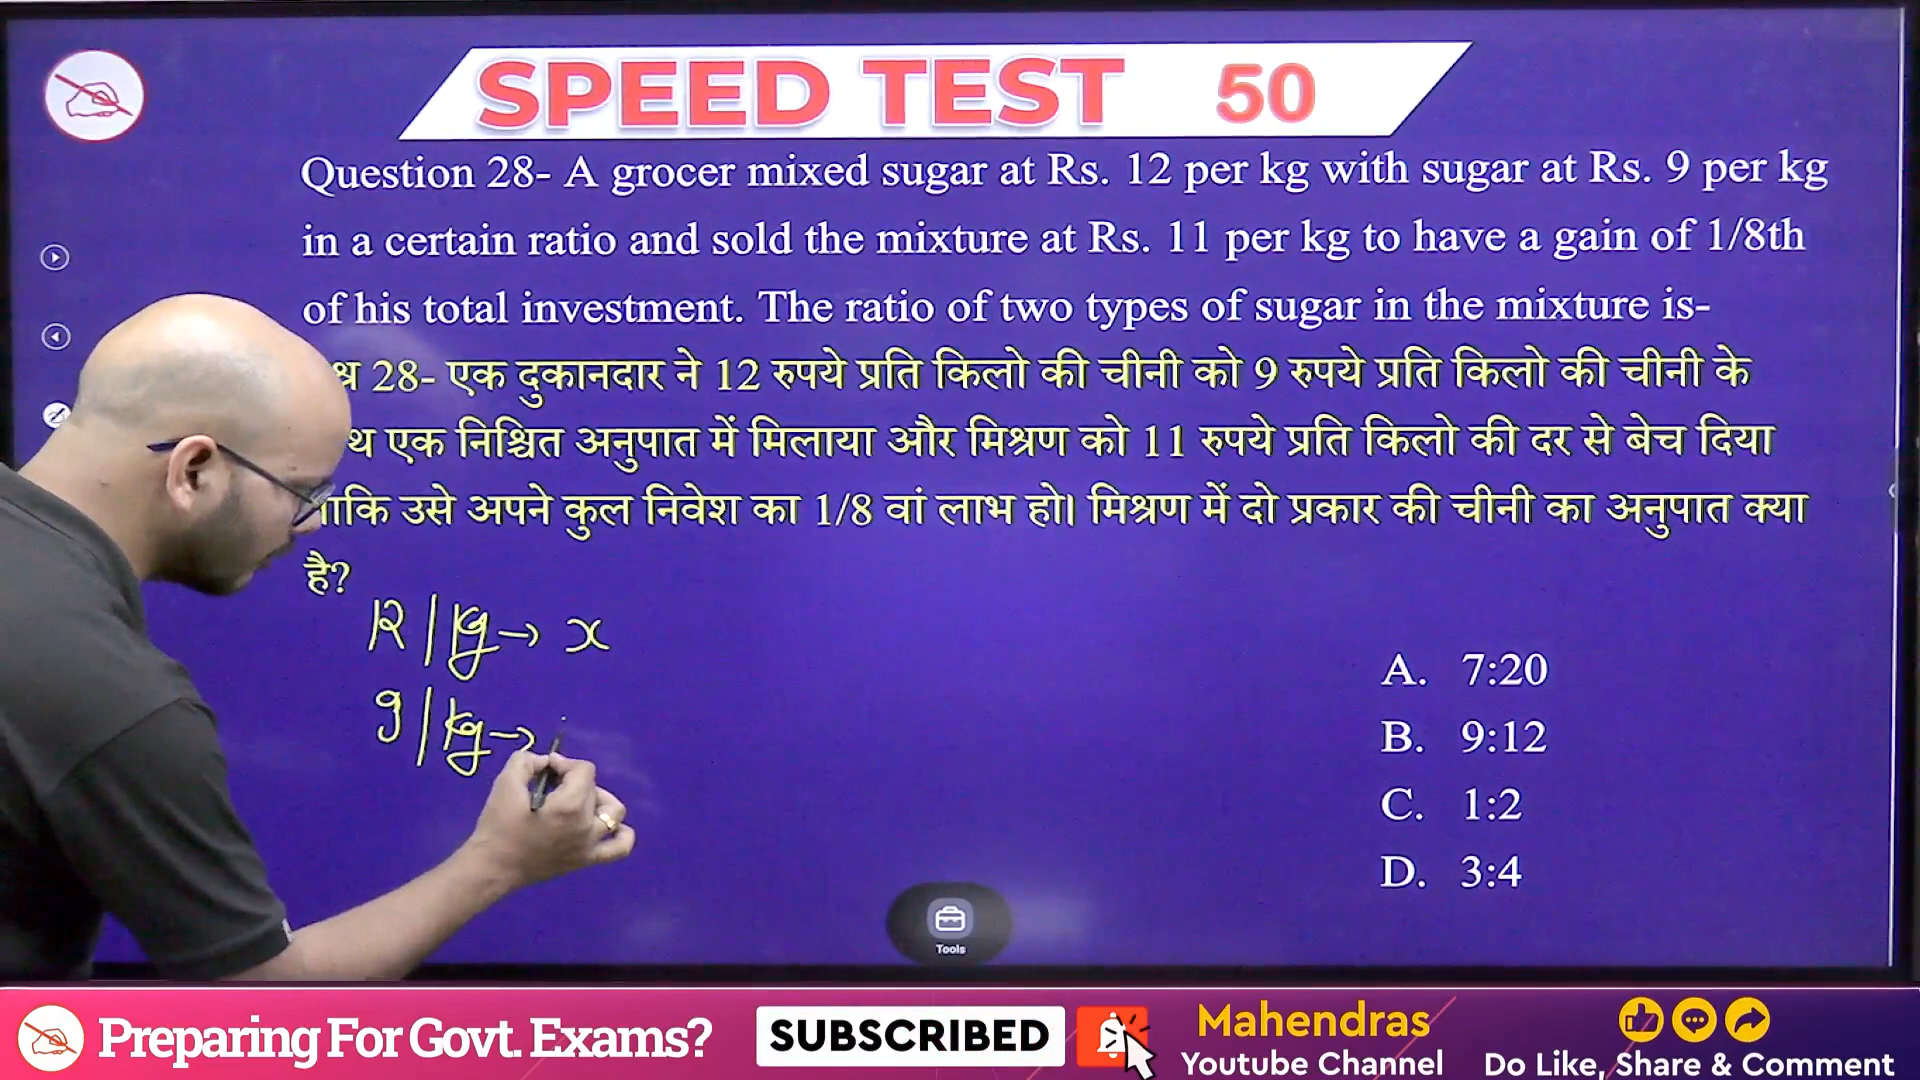 SPEED TEST 50
Question 28- A grocer mixed sugar at Rs. 12 per kg with sugar at Rs. 9 per kg
in a certain ratio and sold the mixture at Rs. 11 per kg to have a gain of 1/8th
of his total investment. The ratio of two types of sugar in the mixture is-
28- एक दुकानदार ने 12 रुपये प्रति किलो की चीनी को 9 रुपये प्रति किलो की चीनी के
एक निश्चित अनुपात में मिलाया और मिश्रण को 11 रुपये प्रति किलो की दर से बेच दिया
उसे अपने कुल निवेश का 1/8 वां लाभ हो। मिश्रण में दो प्रकार की चीनी का अनुपात क्या
है?
12 | kg → x
9 | kg →
A. 7:20
B. 9:12
C. 1:2
D. 3:4
Tools
Preparing For Govt. Exams?
SUBSCRIBED
Mahendras
Youtube Channel
Do Like, Share & Comment